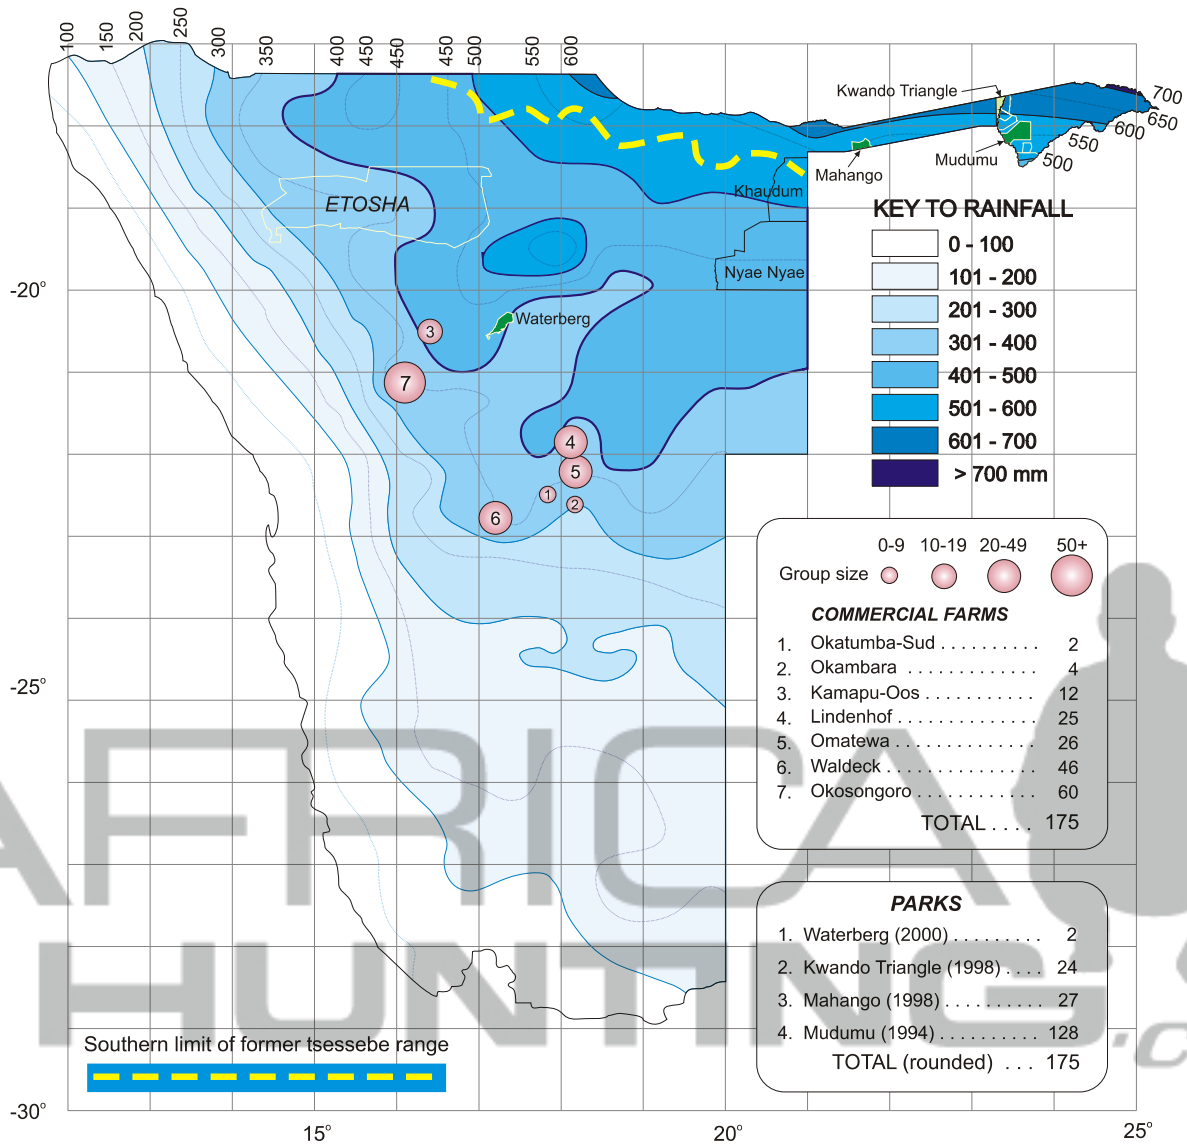 100 150 200 250 300 350 400 450 450 450 500 550 600
Kwando Triangle
700
650
600
550
500
Mudumu
Mahango
Khaudum
ETOSHA
Nyae Nyae
Waterberg
3
7
4
5
1
2
6
-20°
-25°
-30°
15°
20°
25°
KEY TO RAINFALL
0 - 100
101 - 200
201 - 300
301 - 400
401 - 500
501 - 600
601 - 700
> 700 mm
0-9 10-19 20-49 50+
Group size
COMMERCIAL FARMS
1. Okatumba-Sud . . . . . . . . . . 2
2. Okambara . . . . . . . . . . . . . 4
3. Kamapu-Oos . . . . . . . . . . . 12
4. Lindenhof . . . . . . . . . . . . . . 25
5. Omatewa . . . . . . . . . . . . . . 26
6. Waldeck . . . . . . . . . . . . . . . 46
7. Okosongoro . . . . . . . . . . . . 60
TOTAL . . . . 175
PARKS
1. Waterberg (2000) . . . . . . . . . 2
2. Kwando Triangle (1998) . . . . 24
3. Mahango (1998) . . . . . . . . . . 27
4. Mudumu (1994) . . . . . . . . . . 128
TOTAL (rounded) . . . 175
Southern limit of former tsessebe range
AFRICA
HUNTING
.c